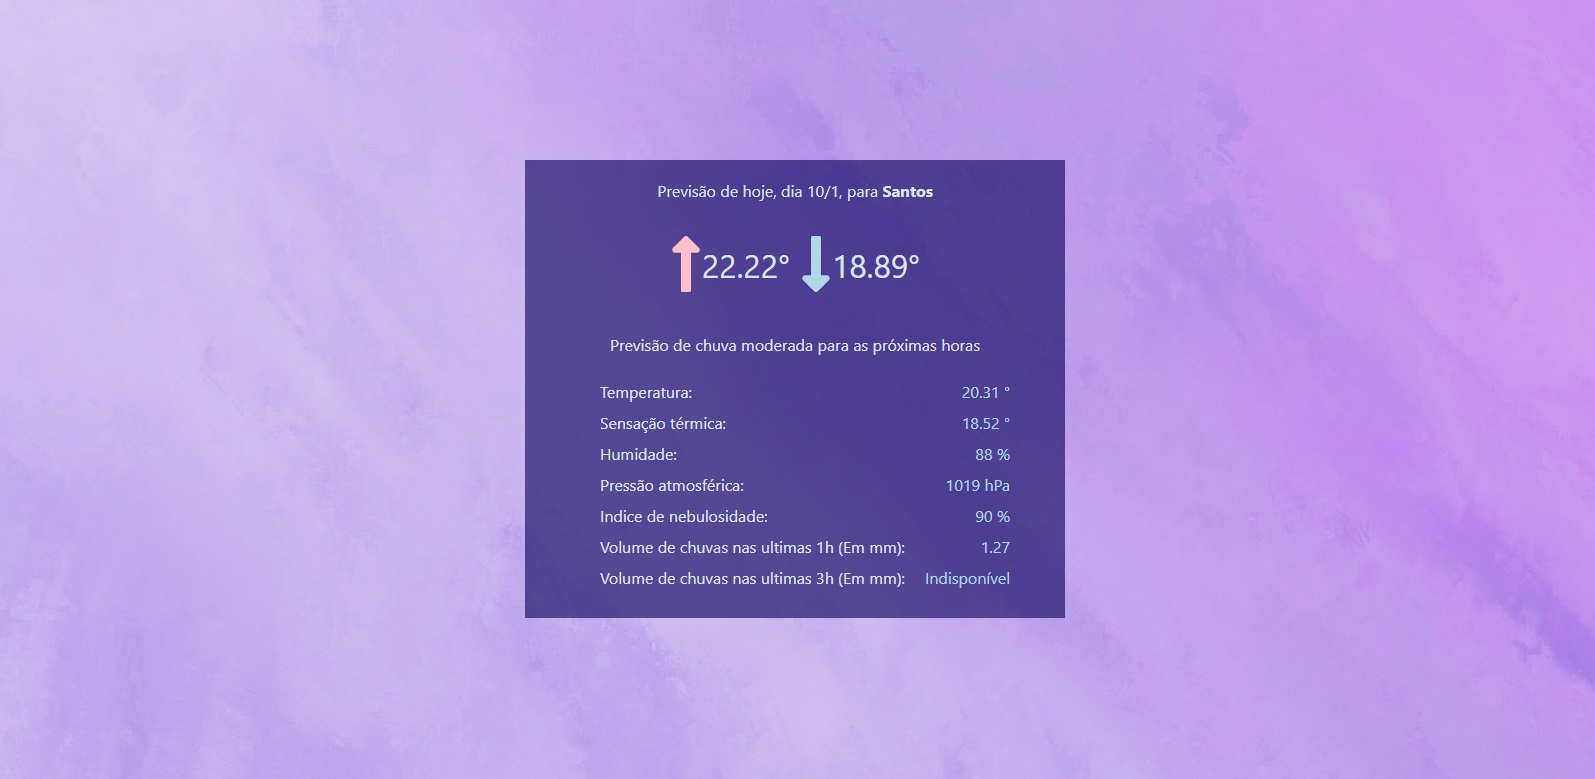 Previsão de hoje, dia 10/1, para Santos
22.22° 18.89°
Previsão de chuva moderada para as próximas horas
Temperatura: 20.31 °
Sensação térmica: 18.52 °
Humidade: 88 %
Pressão atmosférica: 1019 hPa
Indice de nebulosidade: 90 %
Volume de chuvas nas ultimas 1h (Em mm): 1.27
Volume de chuvas nas ultimas 3h (Em mm): Indisponível